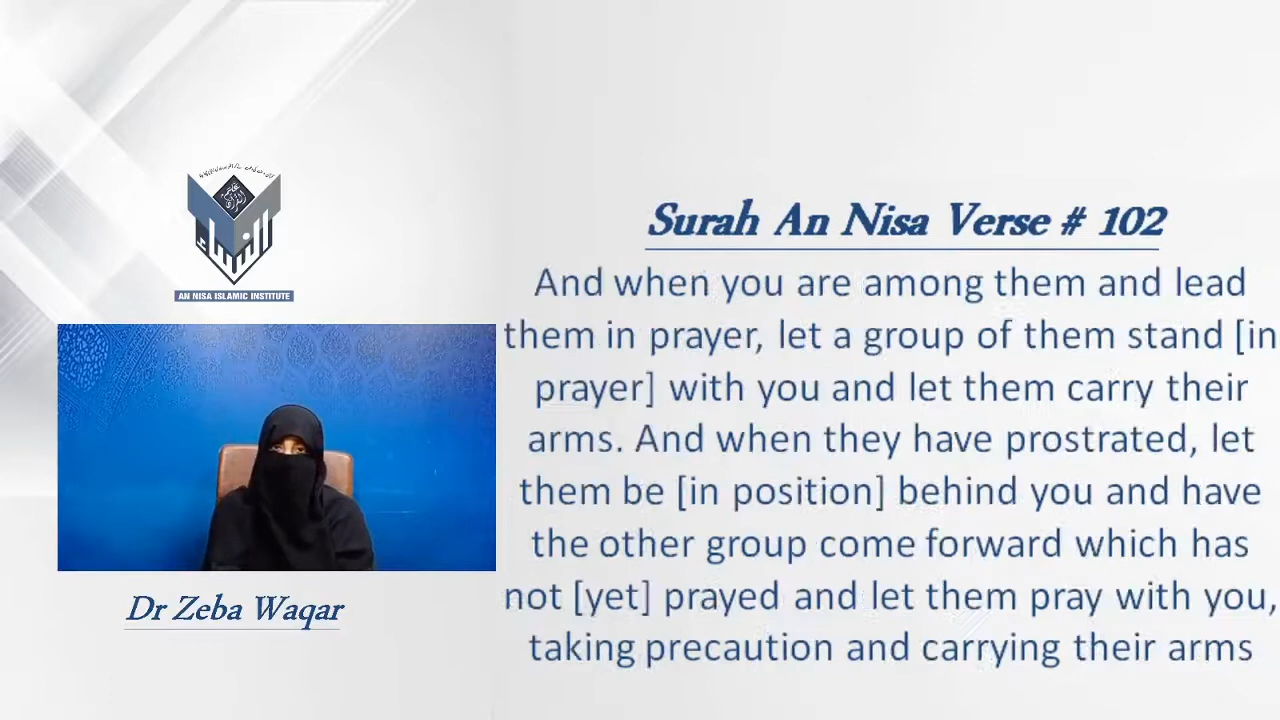 AN NISA ISLAMIC INSTITUTE
Dr Zeba Waqar
Surah An Nisa Verse # 102
And when you are among them and lead
them in prayer, let a group of them stand [in
prayer] with you and let them carry their
arms. And when they have prostrated, let
them be [in position] behind you and have
the other group come forward which has
not [yet] prayed and let them pray with you,
taking precaution and carrying their arms